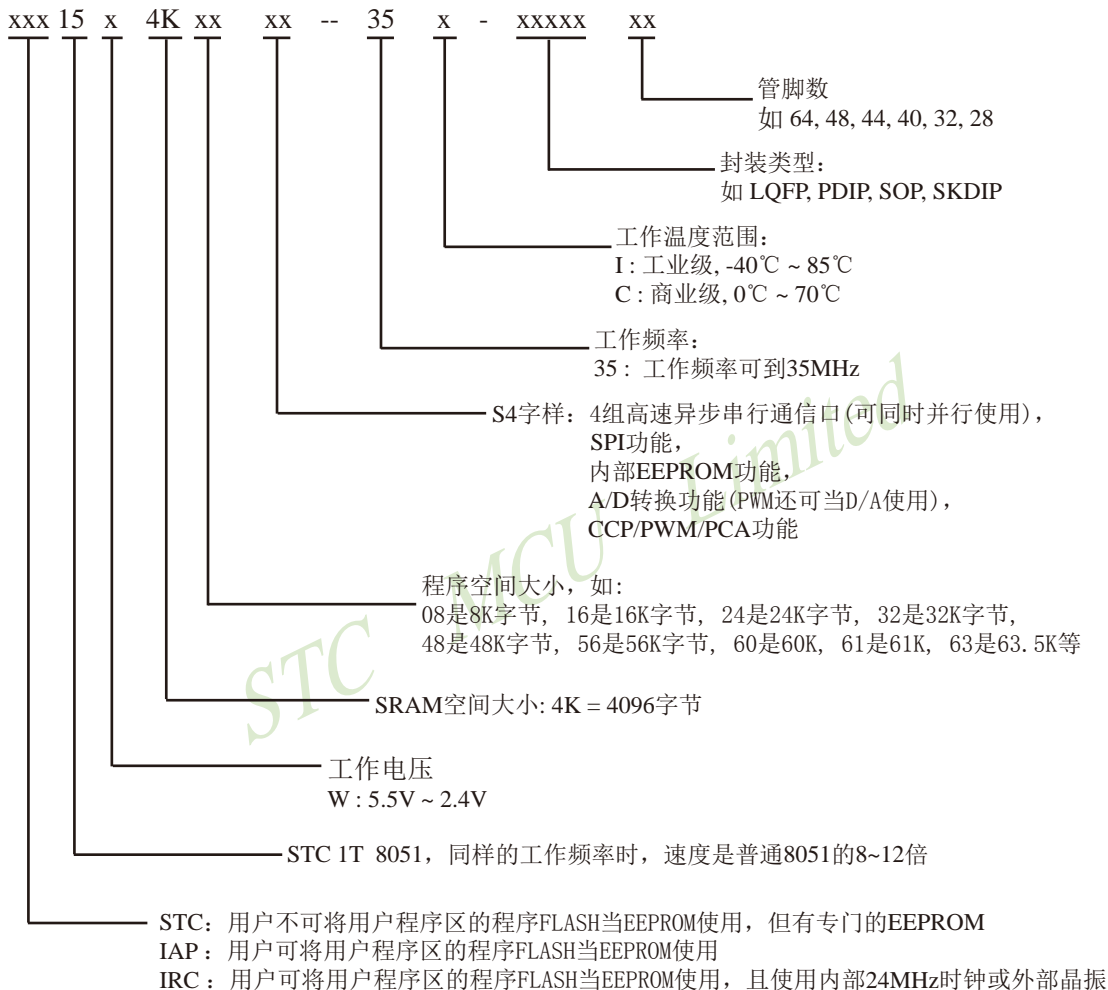 xxx 15 x 4K xx xx -- 35 x - xxxxx xx
管脚数
如 64, 48, 44, 40, 32, 28
封装类型：
如 LQFP, PDIP, SOP, SKDIP
工作温度范围：
I : 工业级, -40℃ ~ 85℃
C : 商业级, 0℃ ~ 70℃
工作频率：
35 : 工作频率可到35MHz
S4字样：4组高速异步串行通信口(可同时并行使用)，
SPI功能，
内部EEPROM功能，
A/D转换功能(PWM还可当D/A使用)，
CCP/PWM/PCA功能
程序空间大小，如:
08是8K字节, 16是16K字节, 24是24K字节, 32是32K字节,
48是48K字节, 56是56K字节, 60是60K, 61是61K, 63是63.5K等
SRAM空间大小: 4K = 4096字节
工作电压
W : 5.5V ~ 2.4V
STC 1T 8051，同样的工作频率时，速度是普通8051的8~12倍
STC：用户不可将用户程序区的程序FLASH当EEPROM使用，但有专门的EEPROM
IAP：用户可将用户程序区的程序FLASH当EEPROM使用
IRC：用户可将用户程序区的程序FLASH当EEPROM使用，且使用内部24MHz时钟或外部晶振
STC MCU Limited